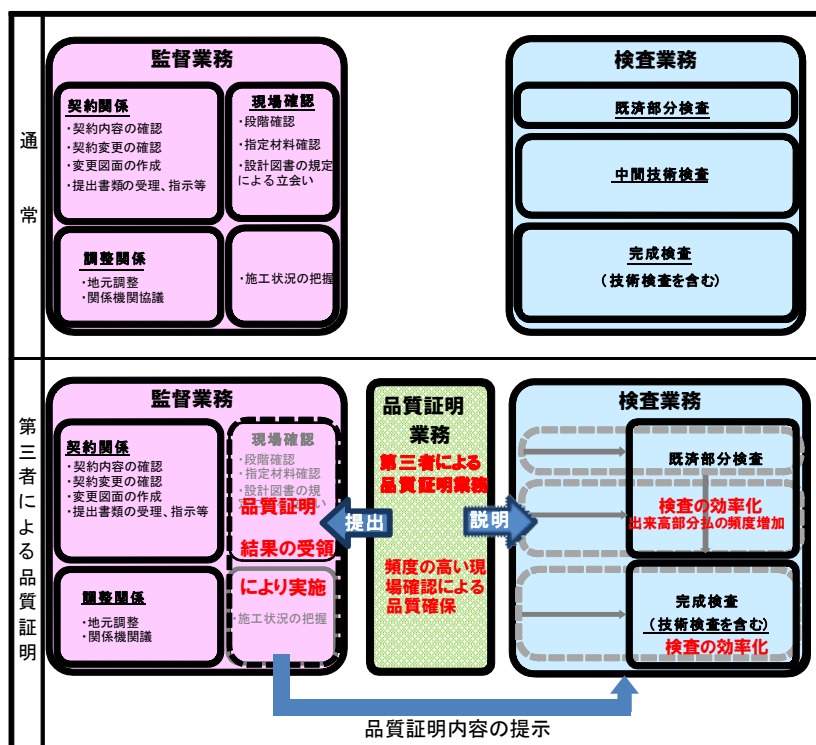 通常
監督業務
契約関係
・契約内容の確認
・契約変更の確認
・変更図面の作成
・提出書類の受理、指示等
現場確認
・段階確認
・指定材料確認
・設計図書の規定
による立会い
調整関係
・地元調整
・関係機関協議
・施工状況の把握
検査業務
既済部分検査
中間技術検査
完成検査
(技術検査を含む)
第三者による品質証明
監督業務
契約関係
・契約内容の確認
・契約変更の確認
・変更図面の作成
・提出書類の受理、指示等
現場確認
・段階確認
・指定材料確認
・設計図書の規
品質証明
結果の受領
により実施
・施工状況の把握
調整関係
・地元調整
・関係機関議
品質証明
業務
第三者による
品質証明業務
提出
説明
頻度の高い現
場確認による
品質確保
検査業務
既済部分検査
検査の効率化
出来高部分払の頻度増加
完成検査
(技術検査を含む)
検査の効率化
品質証明内容の提示